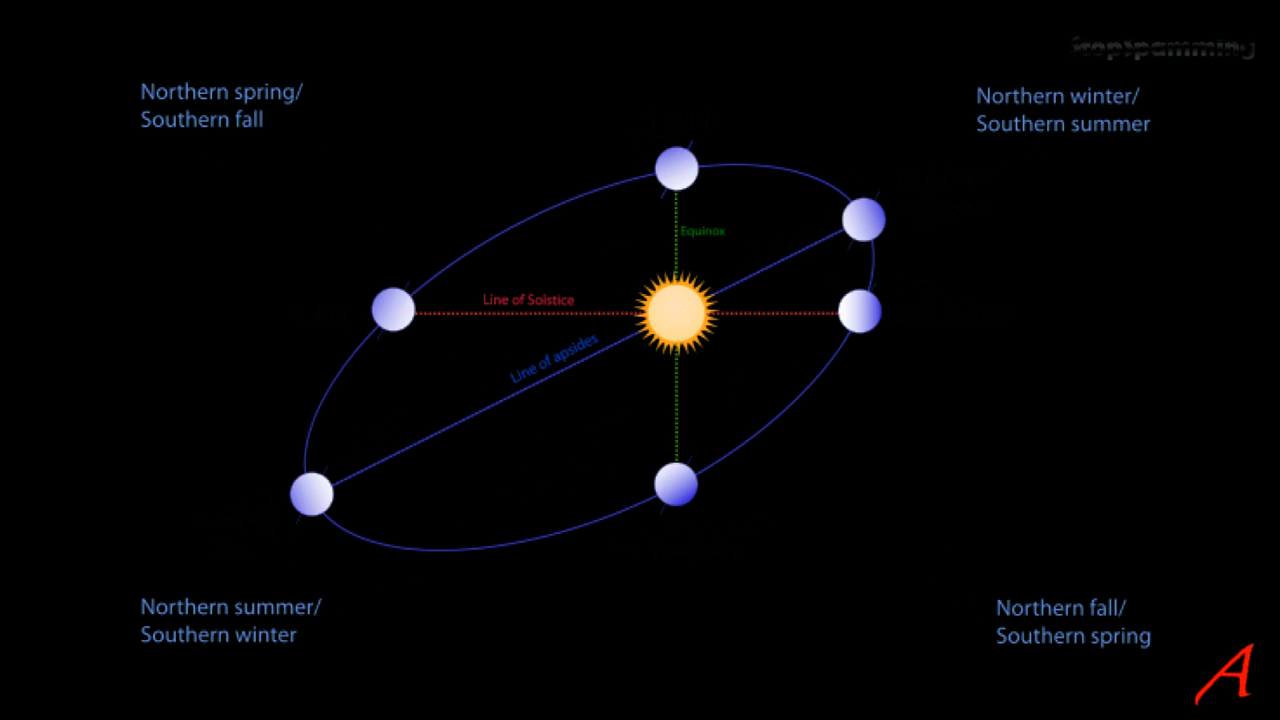 Northern spring/
Southern fall
Northern winter/
Southern summer
Equinox
Line of Solstice
Line of apsides
Northern summer/
Southern winter
Northern fall/
Southern spring
A